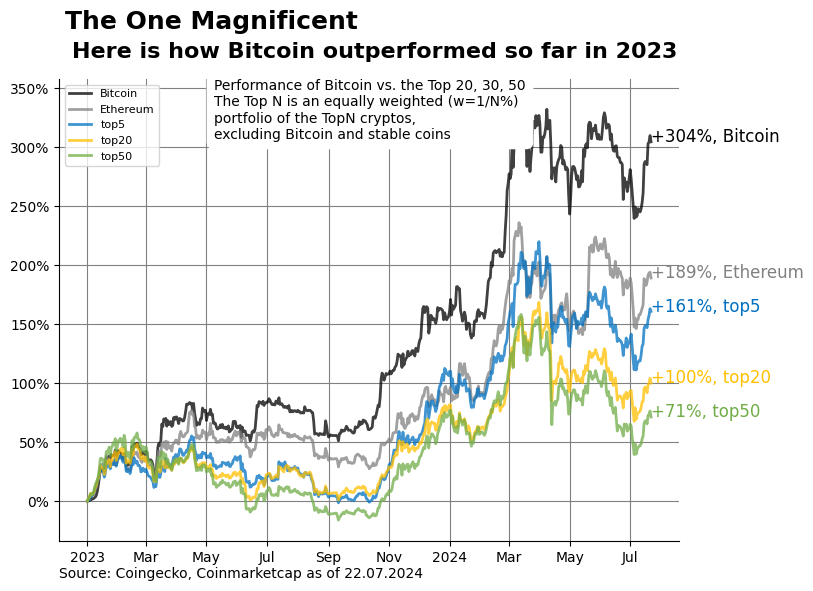 The One Magnificent
Here is how Bitcoin outperformed so far in 2023
350%
300%
250%
200%
150%
100%
50%
0%
Bitcoin
Ethereum
top5
top20
top50
Performance of Bitcoin vs. the Top 20, 30, 50
The Top N is an equally weighted (w=1/N%)
portfolio of the TopN cryptos,
excluding Bitcoin and stable coins
+304%, Bitcoin
+189%, Ethereum
+161%, top5
+100%, top20
+71%, top50
2023 Mar May Jul Sep Nov 2024 Mar May Jul
Source: Coingecko, Coinmarketcap as of 22.07.2024